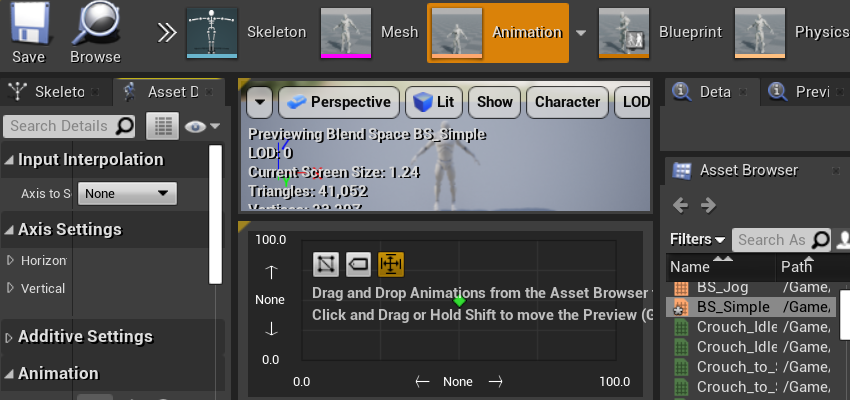 Save
Browse
Skeleton
Mesh
Animation
Blueprint
Physics
Skeleto
Asset D
Search Details
Input Interpolation
Axis to S
None
Axis Settings
Horizon
Vertical
Additive Settings
Animation
Perspective
Lit
Show
Character
LOD
Previewing Blend Space BS_Simple
LOD: 0
Current Screen Size: 1.24
Triangles: 41,052
100.0
None
0.0
Drag and Drop Animations from the Asset Browser
Click and Drag or Hold Shift to move the Preview (G
0.0
None
100.0
Deta
Previ
Asset Browser
Filters
Search As
Name
Path
BS_Jog
/Game/
BS_Simple
/Game/
Crouch_Idle
/Game/
Crouch_Idle
/Game/
Crouch_to_S
/Game/
Crouch_to_S
/Game/